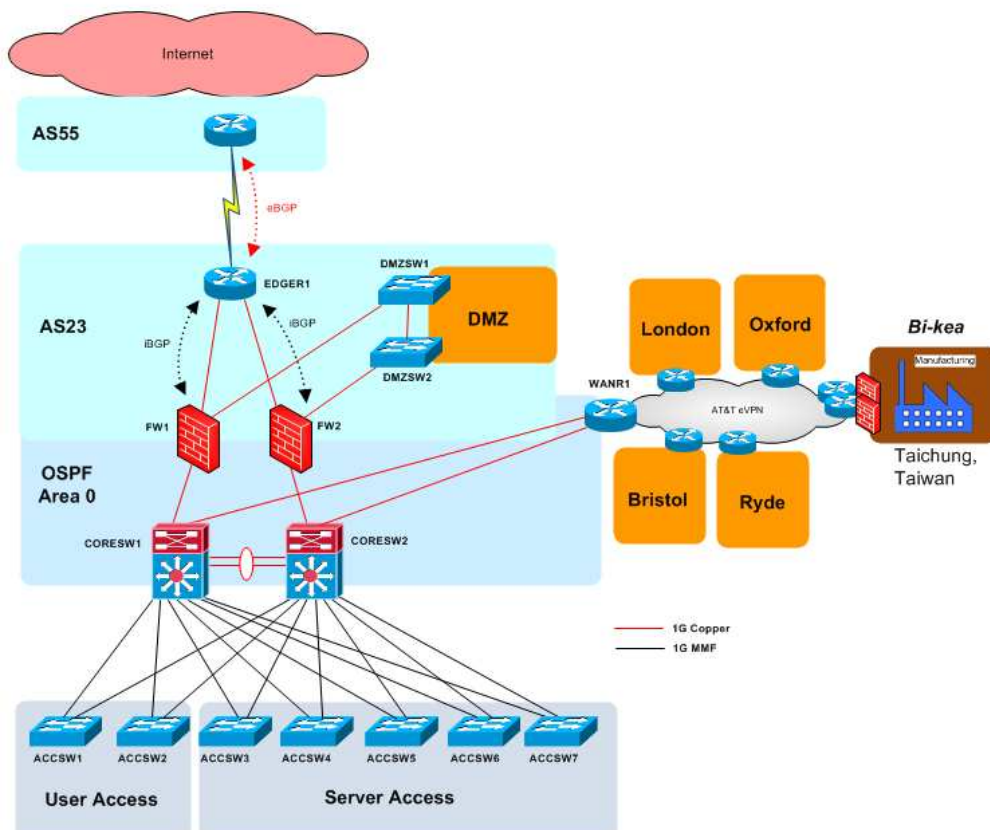 Internet
AS55
eBGP
EDGER1
DMZSW1
AS23
iBGP
iBGP
DMZ
DMZSW2
London
Oxford
Bi-kea
Manufacturing
WANR1
AT&T eVPN
FW1
FW2
Taichung,
Taiwan
OSPF
Area 0
Bristol
Ryde
CORESW1
CORESW2
1G Copper
1G MMF
ACCSW1
ACCSW2
ACCSW3
ACCSW4
ACCSW5
ACCSW6
ACCSW7
User Access
Server Access